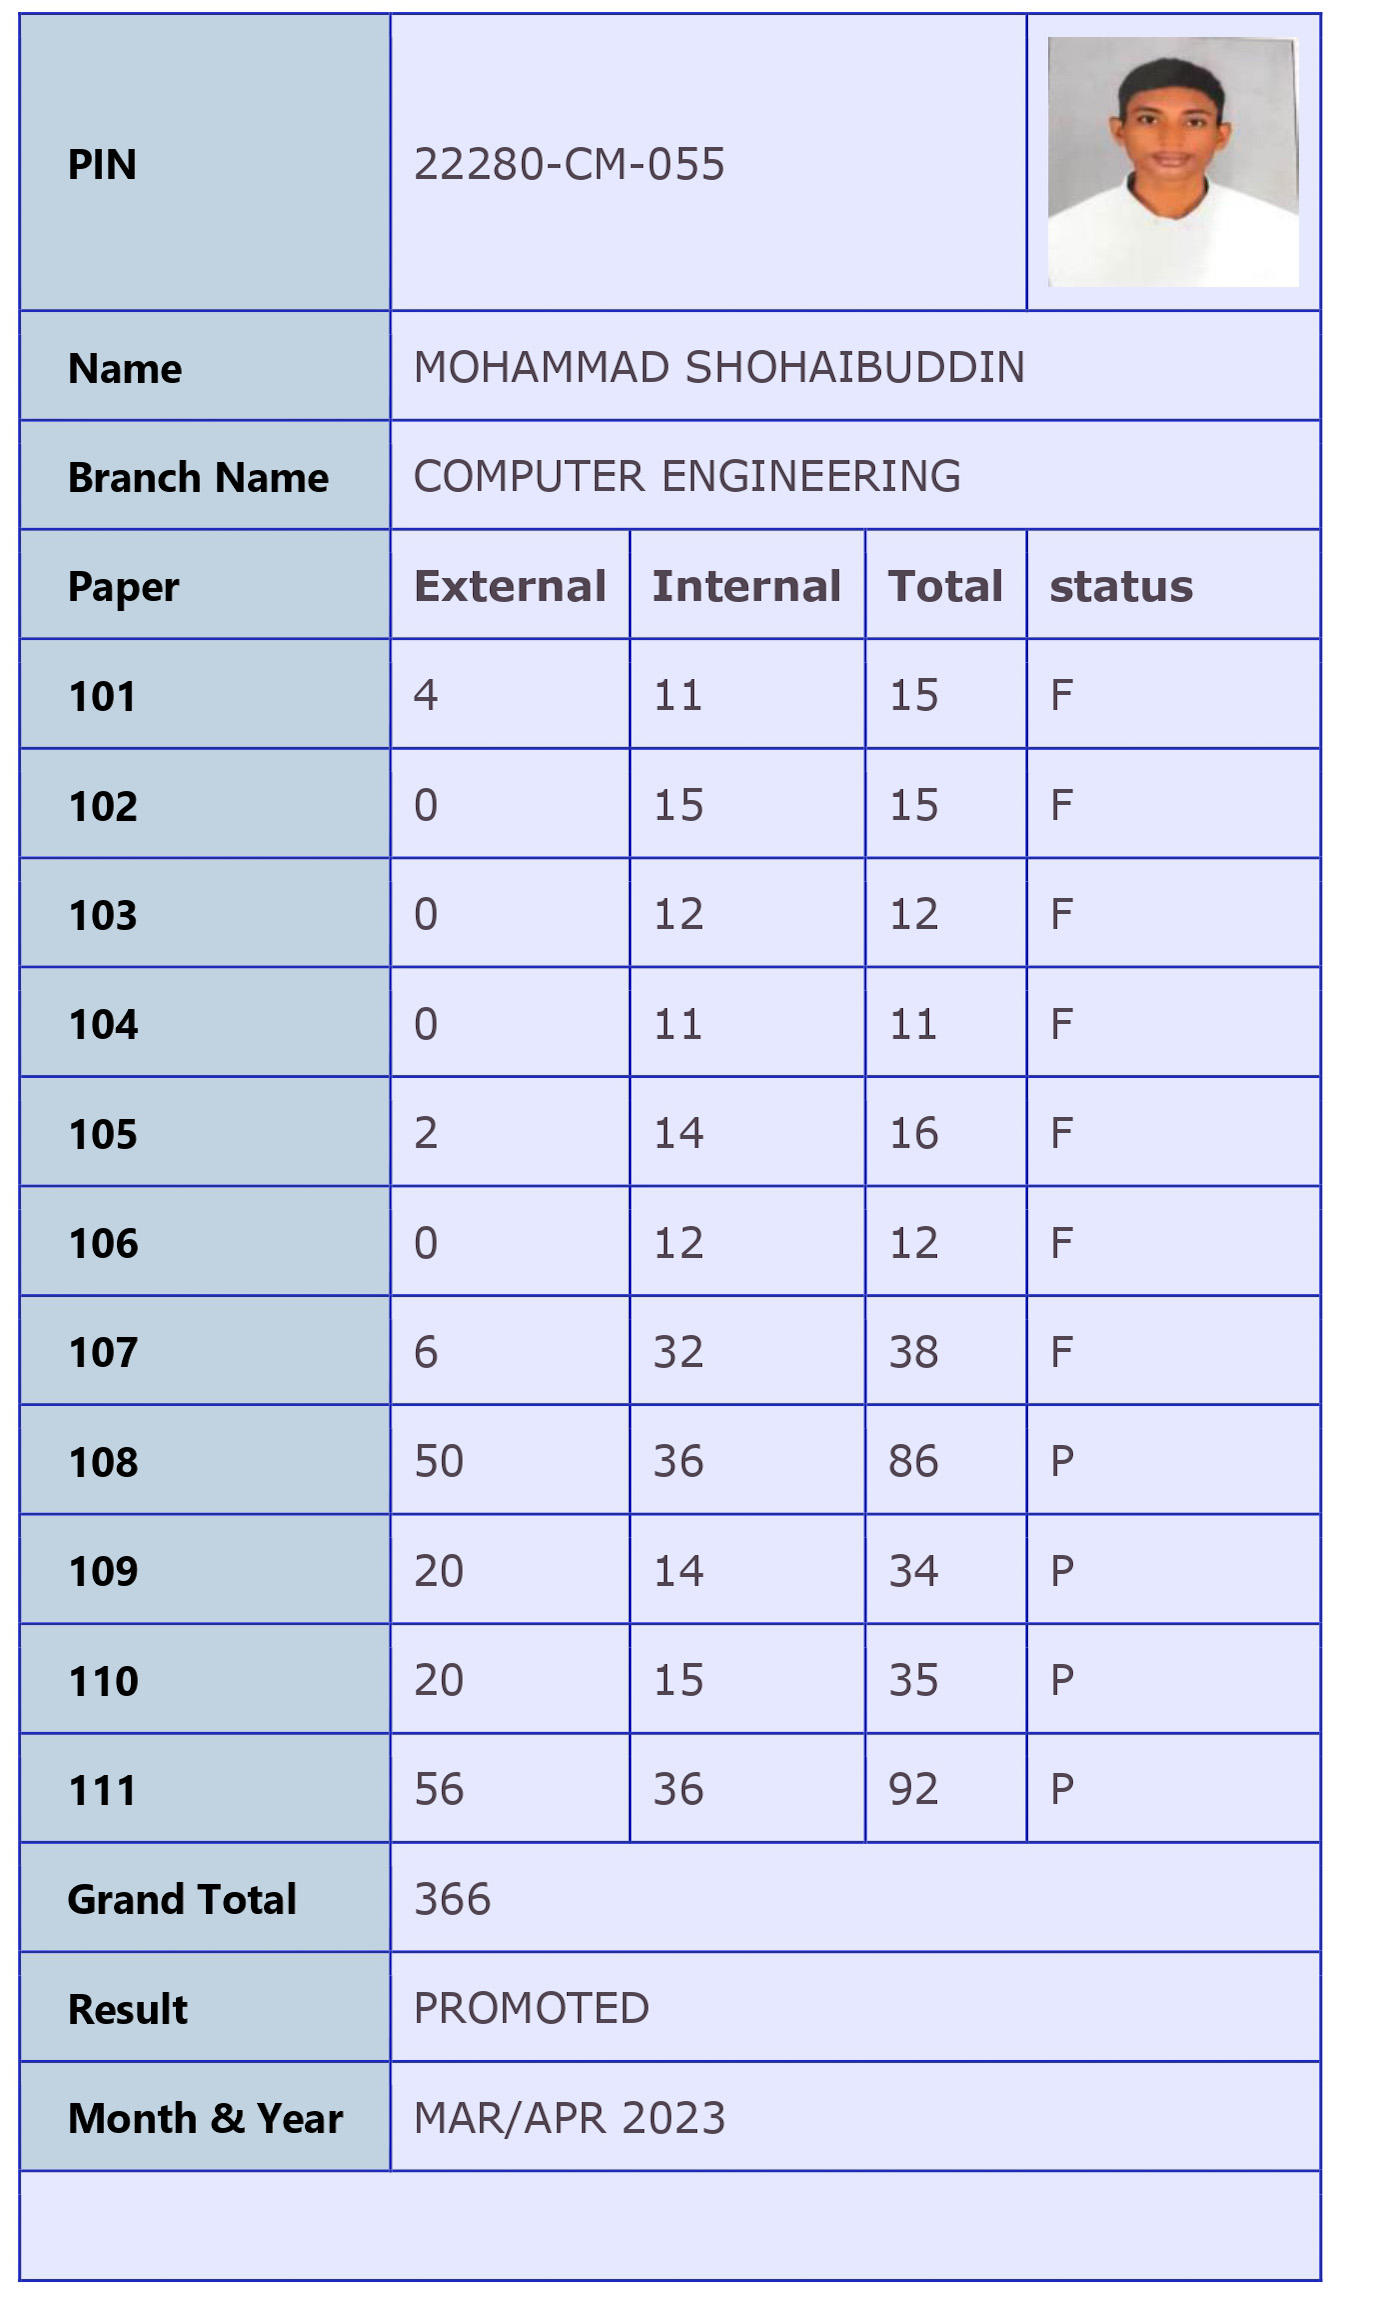 PIN 22280-CM-055
Name MOHAMMAD SHOHAIBUDDIN
Branch Name COMPUTER ENGINEERING
Paper External Internal Total status
101 4 11 15 F
102 0 15 15 F
103 0 12 12 F
104 0 11 11 F
105 2 14 16 F
106 0 12 12 F
107 6 32 38 F
108 50 36 86 P
109 20 14 34 P
110 20 15 35 P
111 56 36 92 P
Grand Total 366
Result PROMOTED
Month & Year MAR/APR 2023